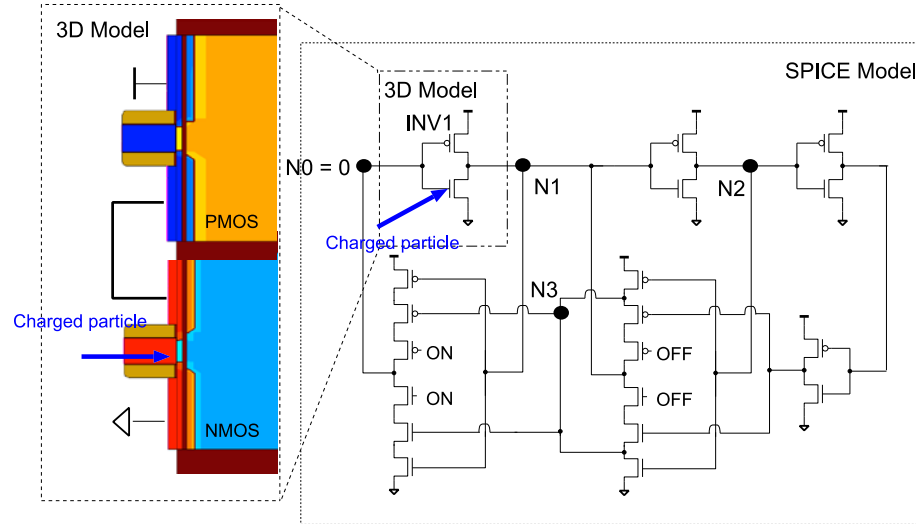 3D Model
SPICE Model
3D Model
INV1
N0 = 0
N1
N2
PMOS
Charged particle
N3
Charged particle
ON
OFF
ON
OFF
NMOS